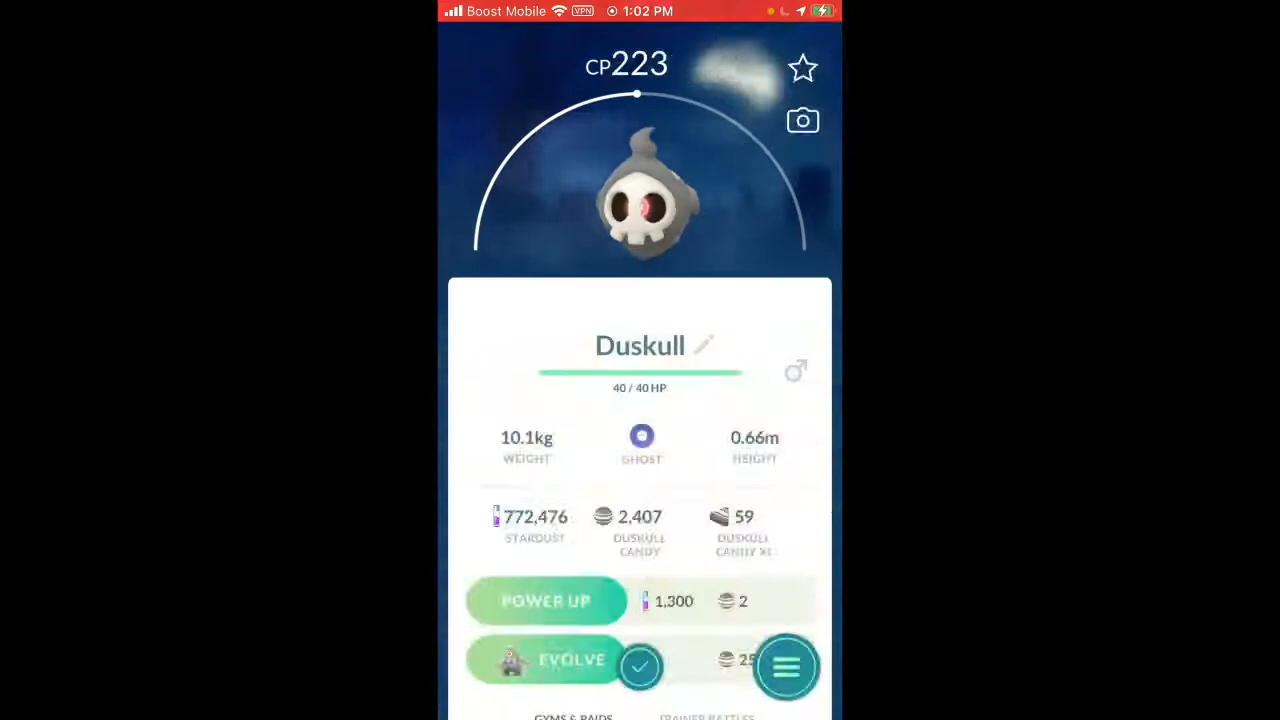 Boost Mobile VPN 1:02 PM
CP223
Duskull
40 / 40 HP
10.1kg 0.66m
WEIGHT GHOST HEIGHT
772,476 2,407 59
STARDUST DUSKULL CANDY DUSKULL CANDY XL
POWER UP 1,300 2
EVOLVE 25
GYMS & RAIDS TRAINER BATTLES